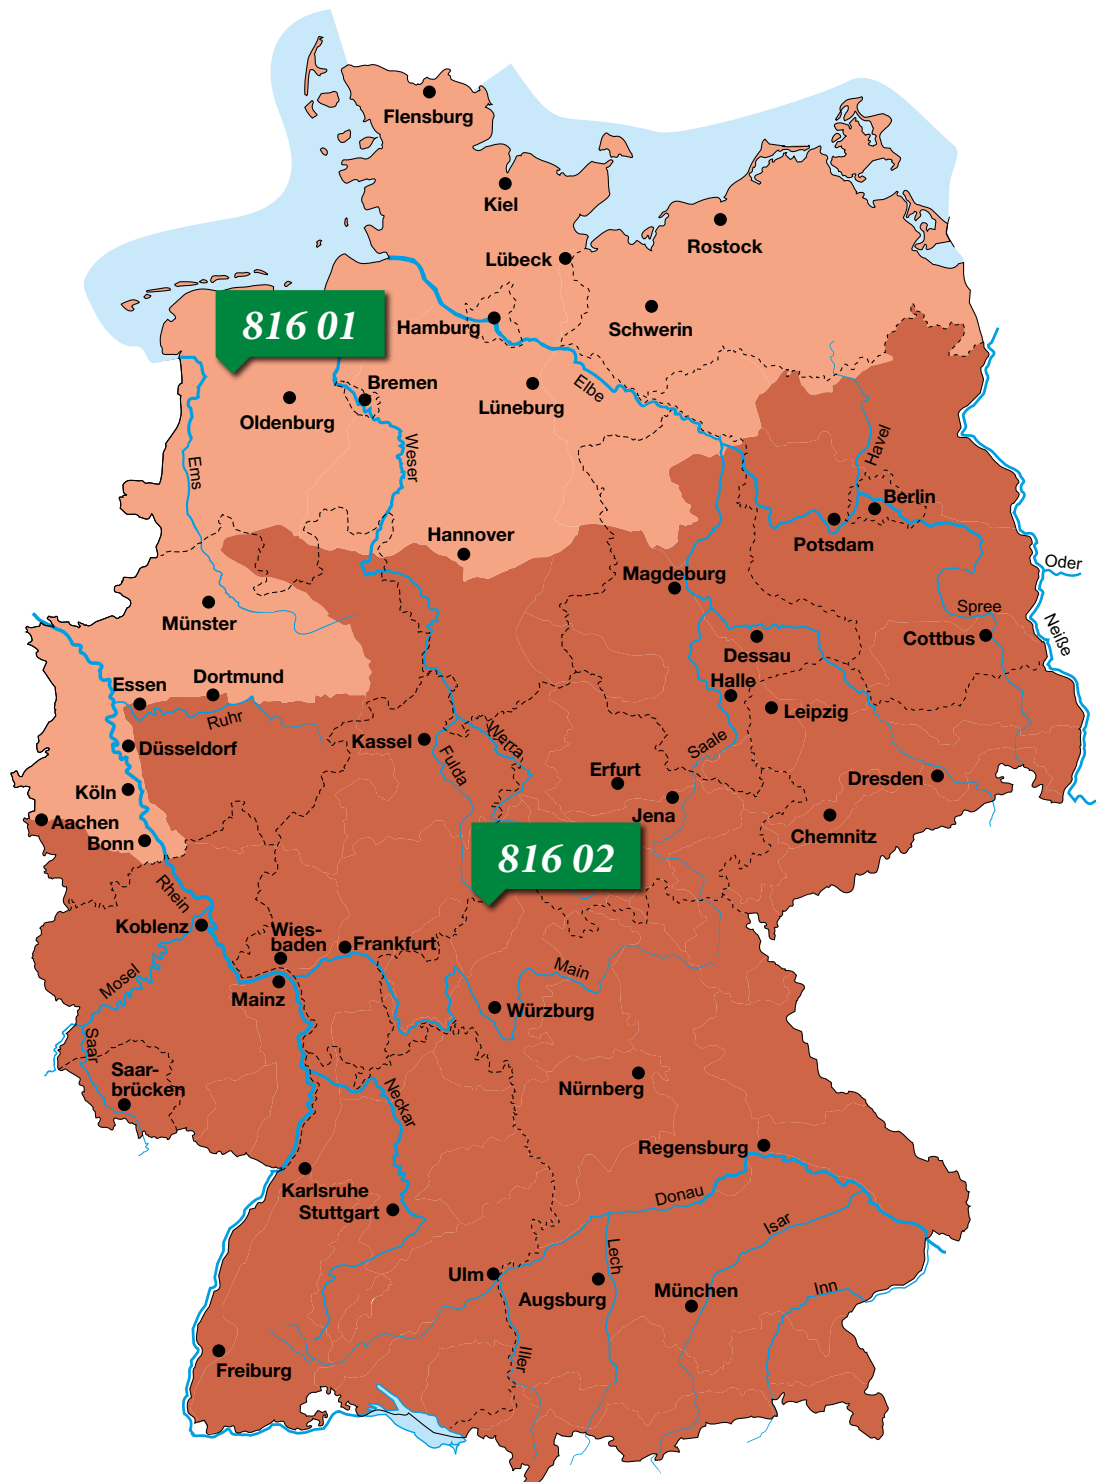 Flensburg
Kiel
Rostock
Lübeck
Schwerin
Hamburg
816 01
Bremen
Elbe
Lüneburg
Oldenburg
Weser
Havel
Ems
Berlin
Hannover
Potsdam
Oder
Magdeburg
Spree
Münster
Neiße
Cottbus
Dessau
Essen
Dortmund
Halle
Leipzig
Ruhr
Düsseldorf
Kassel
Werra
Fulda
Saale
Erfurt
Dresden
Köln
Jena
Aachen
Chemnitz
Bonn
816 02
Rhein
Koblenz
Wies-
baden
Frankfurt
Mosel
Main
Mainz
Würzburg
Saar
Saar-
brücken
Nürnberg
Neckar
Regensburg
Karlsruhe
Donau
Stuttgart
Isar
Lech
Ulm
Augsburg
München
Inn
Iller
Freiburg